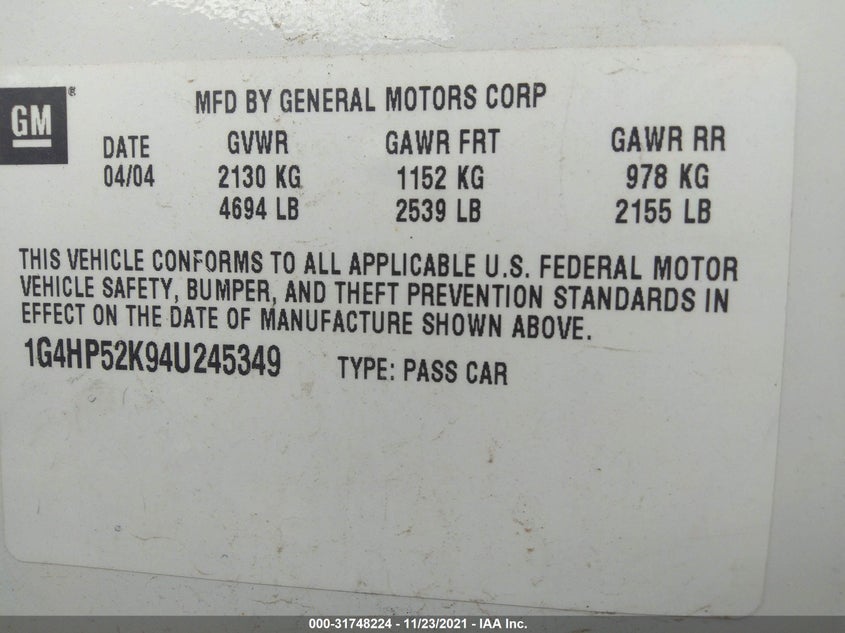 GM®
MFD BY GENERAL MOTORS CORP
DATE GVWR GAWR FRT GAWR RR
04/04 2130 KG 1152 KG 978 KG
4694 LB 2539 LB 2155 LB
THIS VEHICLE CONFORMS TO ALL APPLICABLE U.S. FEDERAL MOTOR
VEHICLE SAFETY, BUMPER, AND THEFT PREVENTION STANDARDS IN
EFFECT ON THE DATE OF MANUFACTURE SHOWN ABOVE.
1G4HP52K94U245349 TYPE: PASS CAR
000-31748224 - 11/23/2021 - IAA Inc.